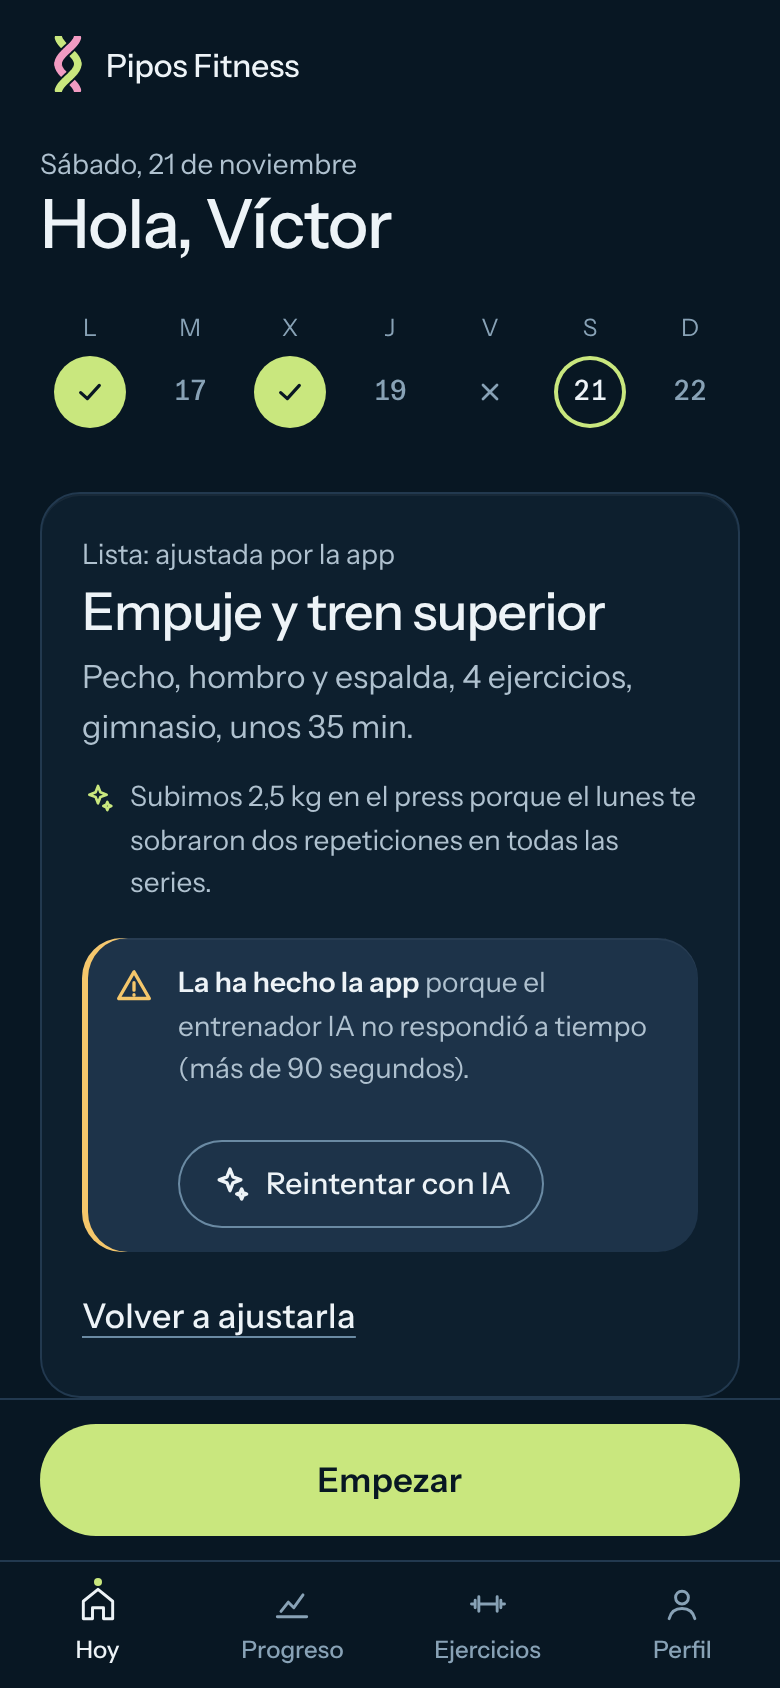 Pipos Fitness
Sábado, 21 de noviembre
Hola, Víctor
L M X J V S D
17 19 21 22
Lista: ajustada por la app
Empuje y tren superior
Pecho, hombro y espalda, 4 ejercicios,
gimnasio, unos 35 min.
Subimos 2,5 kg en el press porque el lunes te
sobraron dos repeticiones en todas las
series.
La ha hecho la app porque el
entrenador IA no respondió a tiempo
(más de 90 segundos).
Reintentar con IA
Volver a ajustarla
Empezar
Hoy Progreso Ejercicios Perfil